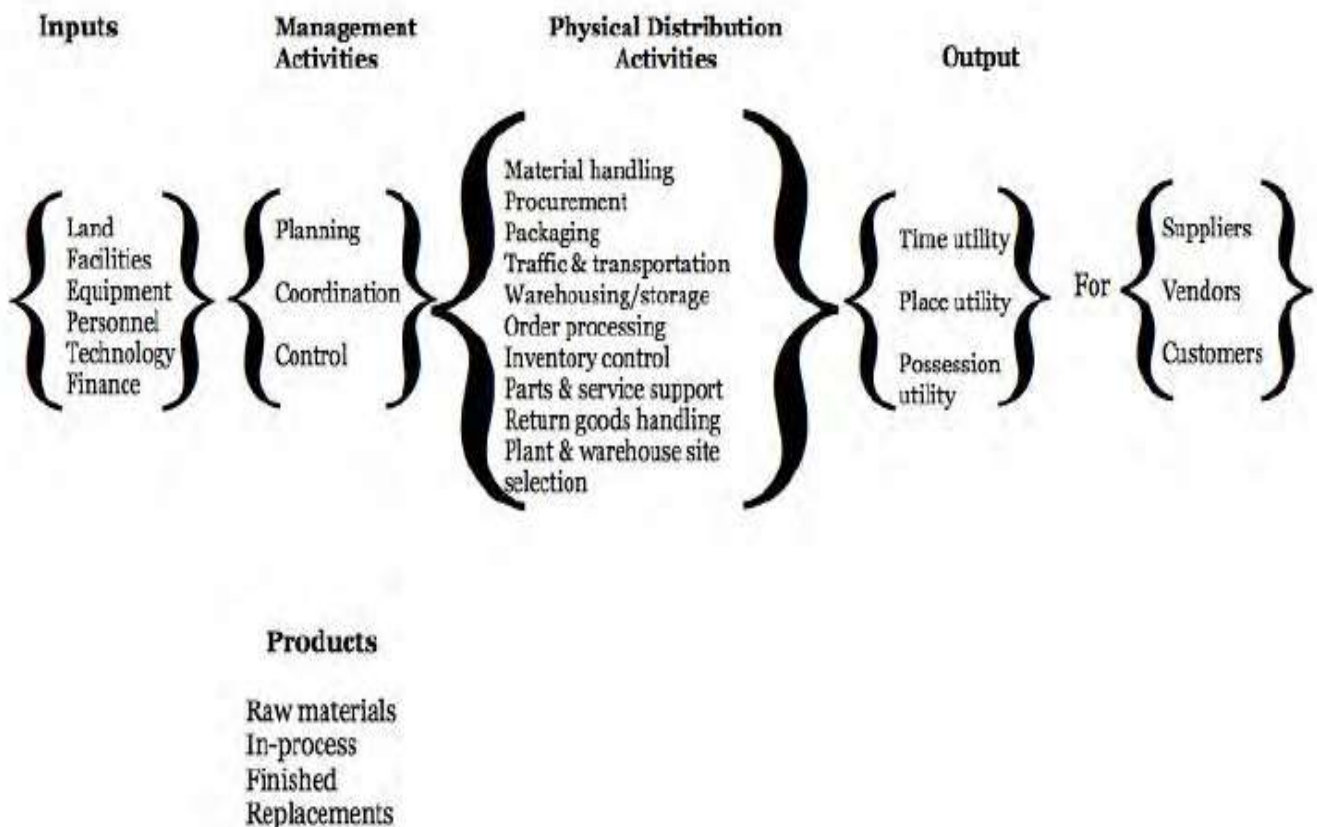 Inputs
Management
Activities
Physical Distribution
Activities
Output
Land
Facilities
Equipment
Personnel
Technology
Finance
Planning
Coordination
Control
Material handling
Procurement
Packaging
Traffic & transportation
Warehousing/storage
Order processing
Inventory control
Parts & service support
Return goods handling
Plant & warehouse site
selection
Time utility
Place utility
Possession
utility
For
Suppliers
Vendors
Customers
Products
Raw materials
In-process
Finished
Replacements